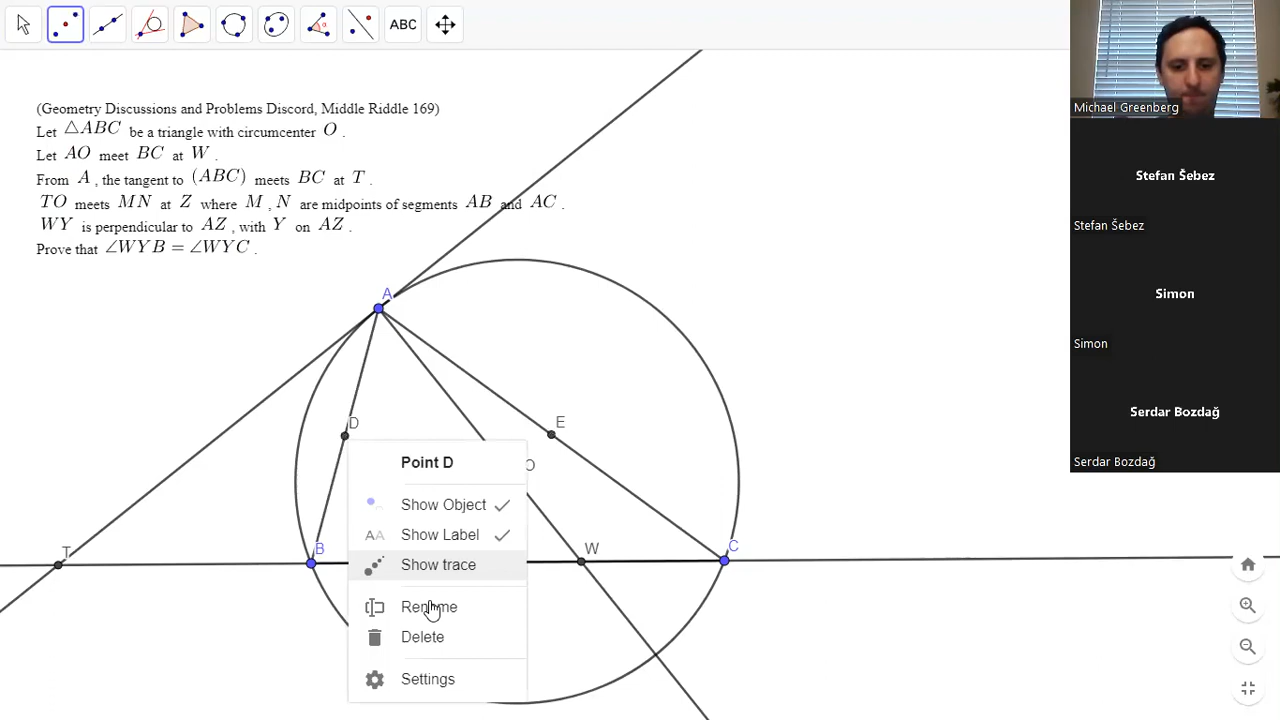 ABC
(Geometry Discussions and Problems Discord, Middle Riddle 169)
Let △ABC be a triangle with circumcenter O .
Let AO meet BC at W .
From A , the tangent to (ABC) meets BC at T .
TO meets MN at Z where M , N are midpoints of segments AB and AC .
WY is perpendicular to AZ , with Y on AZ .
Prove that ∠WYB = ∠WYC .
A
D
E
O
T
B
W
C
Point D
Show Object
AA Show Label
Show trace
Rename
Delete
Settings
Michael Greenberg
Stefan Šebez
Stefan Šebez
Simon
Simon
Serdar Bozdağ
Serdar Bozdağ